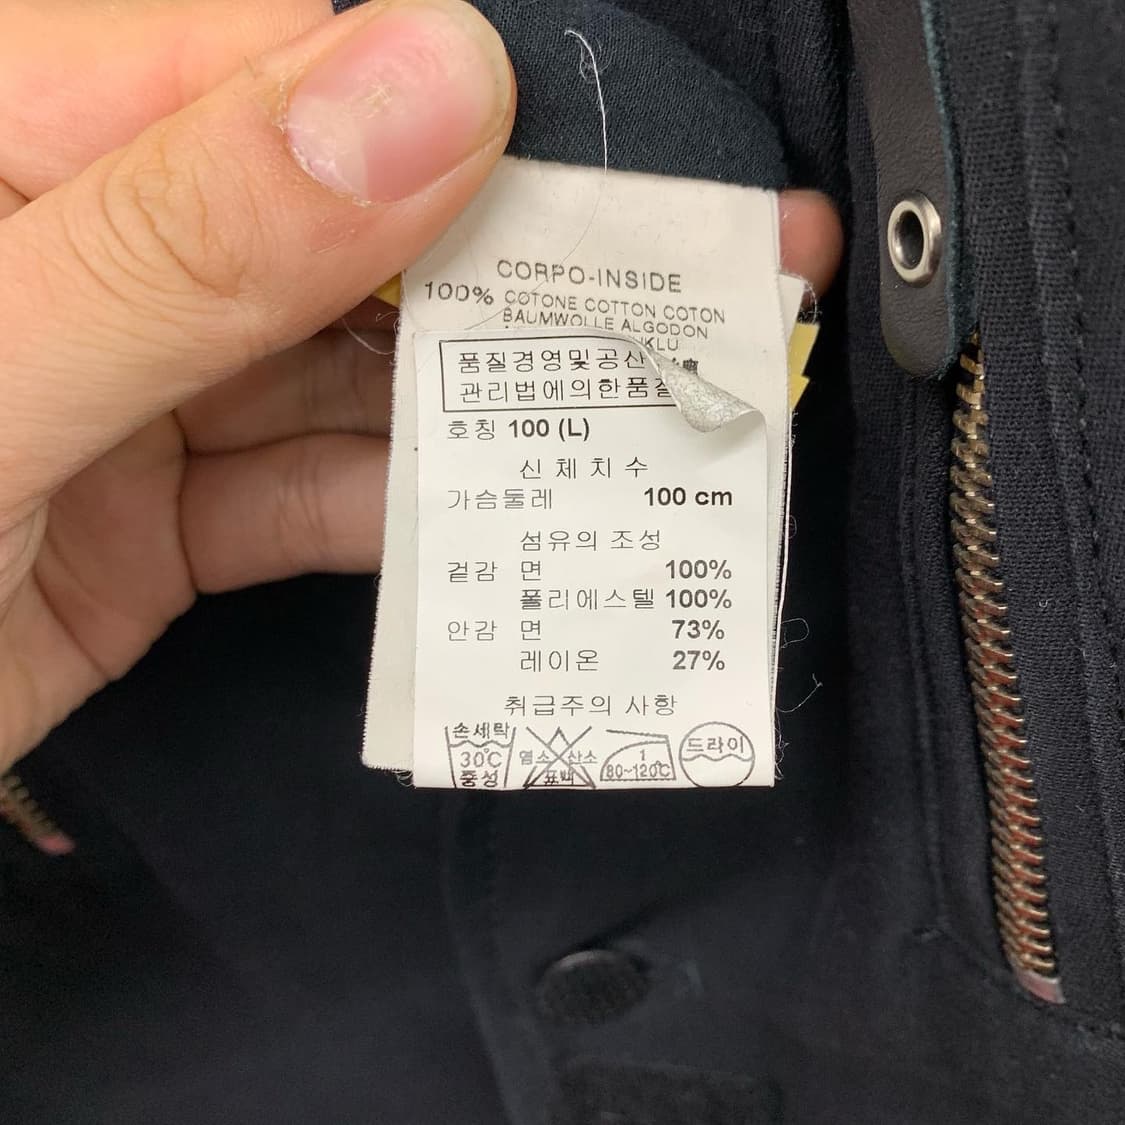 CORPO-INSIDE
100% COTONE COTTON COTON
BAUMWOLLE ALGODON
품질경영및공산
관리법에의한품질
호칭 100 (L)
신 체 치 수
가슴둘레 100 cm
섬유의 조성
겉감 면 100%
폴리에스텔 100%
안감 면 73%
레이온 27%
취급주의 사항
손세탁 30℃ 중성
염소 산소 표백
1 80~120℃
드라이